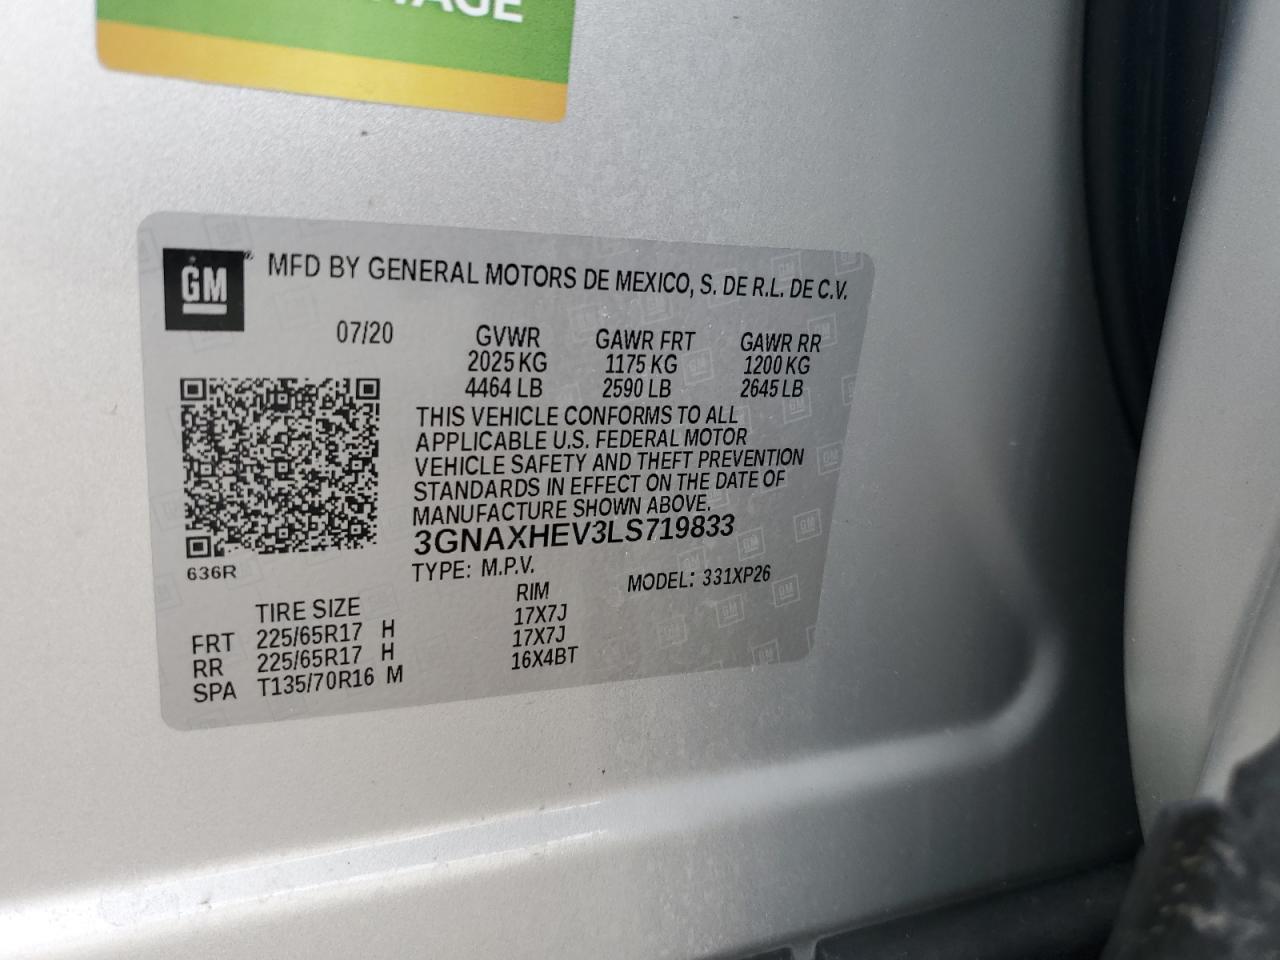 GM
MFD BY GENERAL MOTORS DE MEXICO, S. DE R.L. DE C.V.
07/20 GVWR GAWR FRT GAWR RR
2025 KG 1175 KG 1200 KG
4464 LB 2590 LB 2645 LB
THIS VEHICLE CONFORMS TO ALL
APPLICABLE U.S. FEDERAL MOTOR
VEHICLE SAFETY AND THEFT PREVENTION
STANDARDS IN EFFECT ON THE DATE OF
MANUFACTURE SHOWN ABOVE.
3GNAXHEV3LS719833
636R
TYPE: M.P.V. MODEL: 331XP26
TIRE SIZE RIM
FRT 225/65R17 H 17X7J
RR 225/65R17 H 17X7J
SPA T135/70R16 M 16X4BT